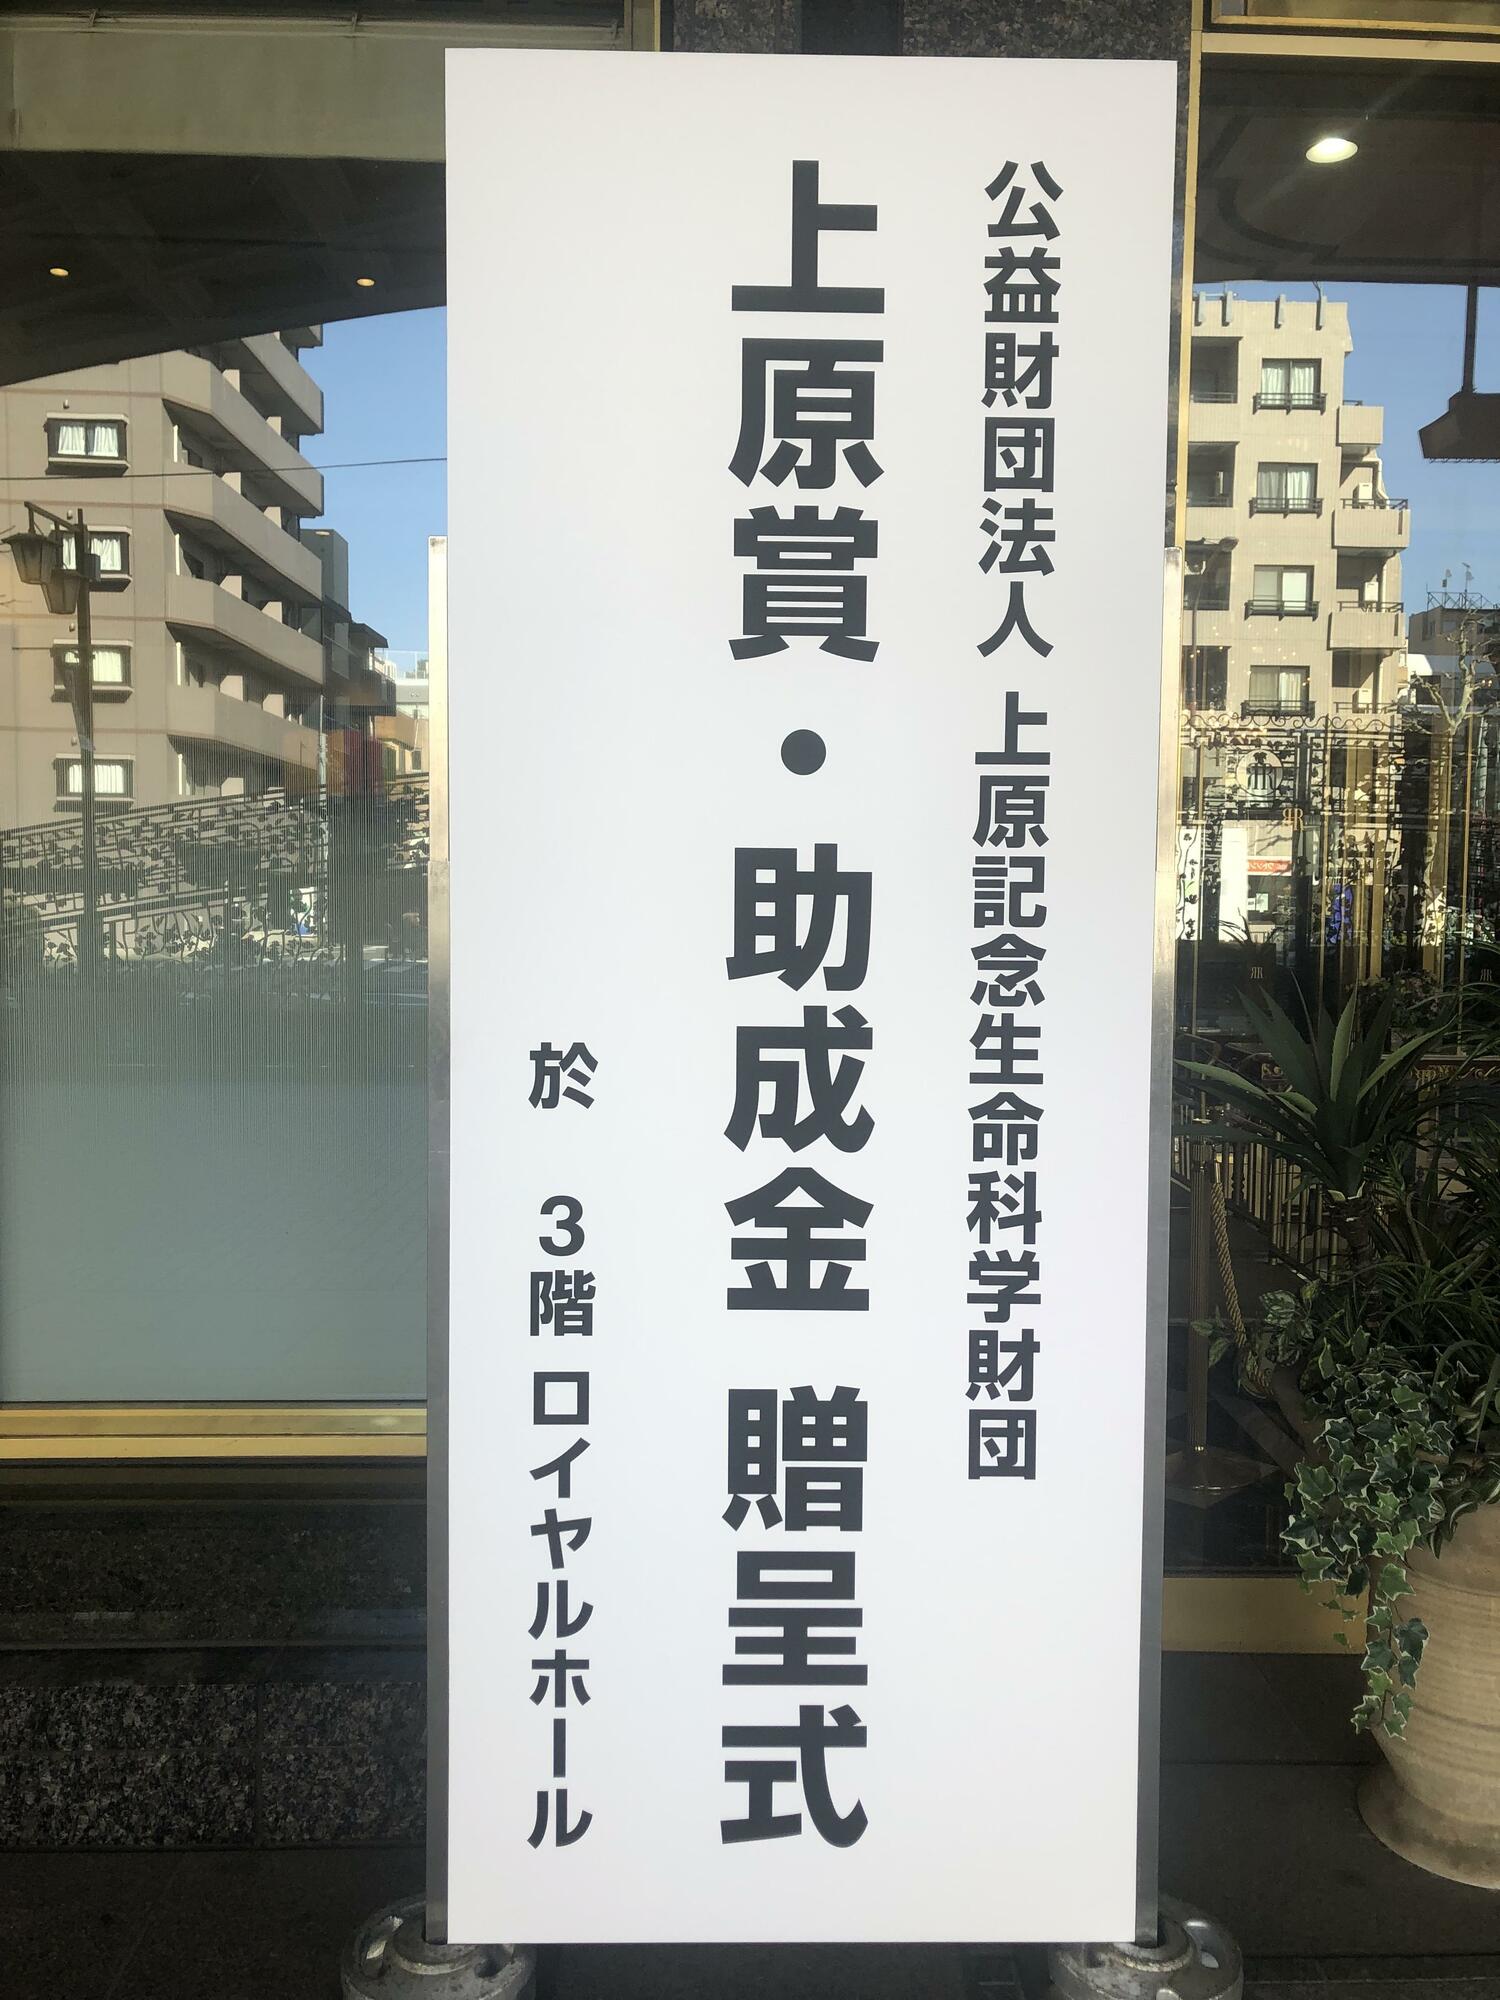 公益財団法人 上原記念生命科学財団
上原賞・助成金 贈呈式
於 3階 ロイヤルホール